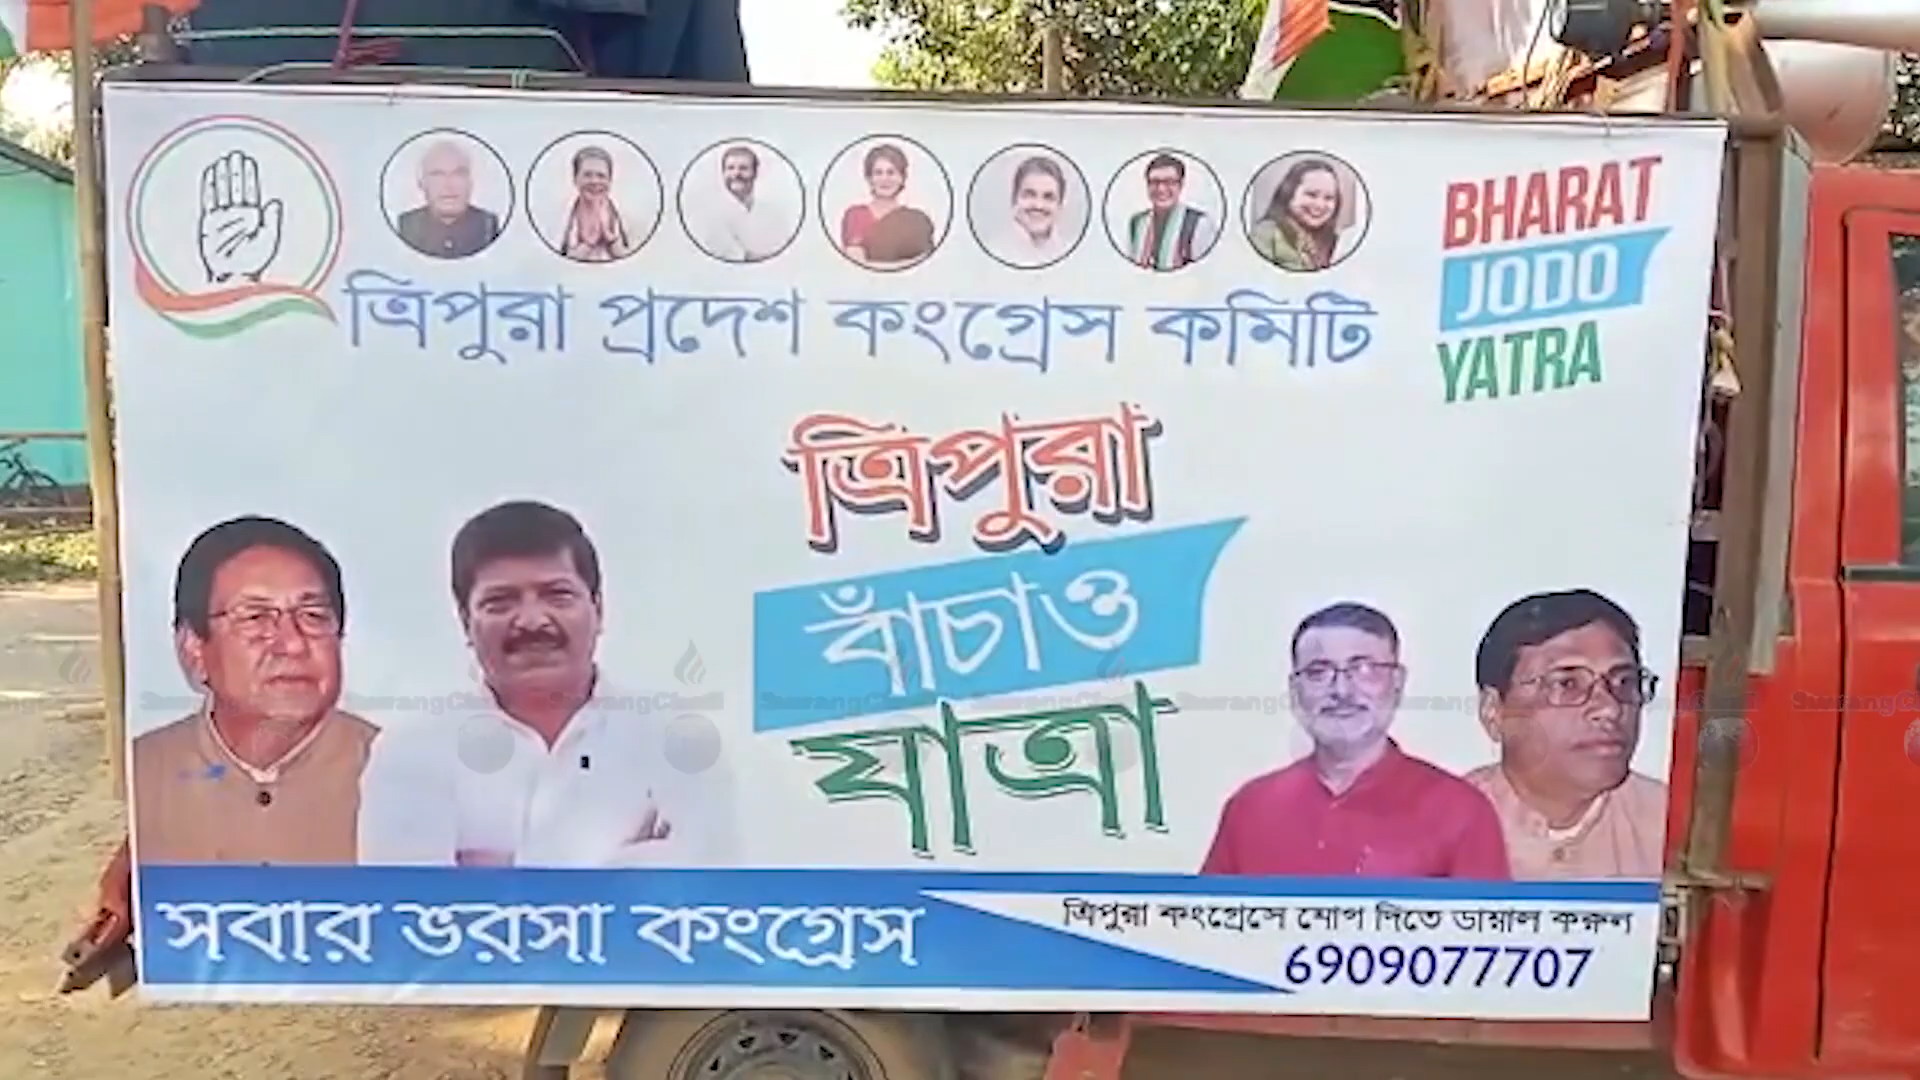 ত্রিপুরা প্রদেশ কংগ্রেস কমিটি
BHARAT
JODO
YATRA
ত্রিপুরা
বাঁচাও
যাত্রা
সবার ভরসা কংগ্রেস
ত্রিপুরা কংগ্রেসে যোগ দিতে ডায়াল করুন
6909077707